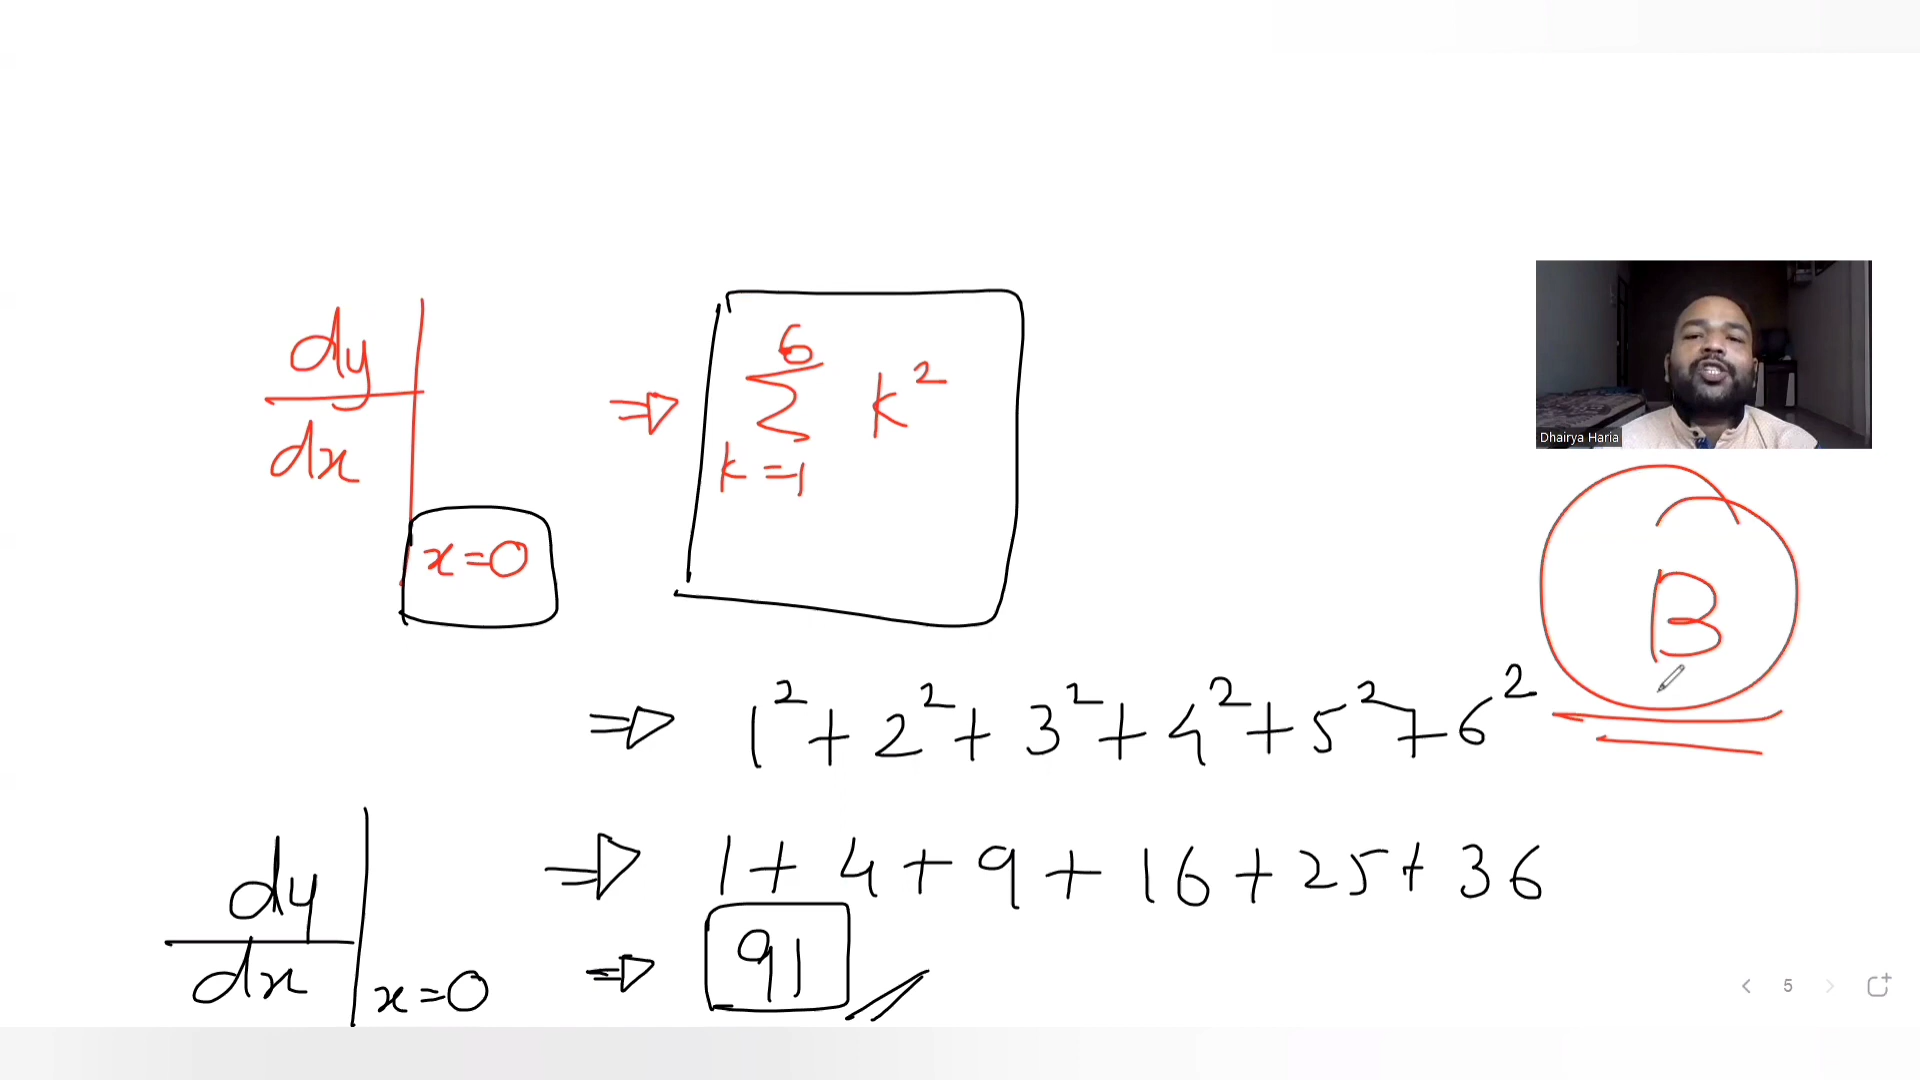 dy
dx
x=0
⇒
6
Σ k²
k=1
Dhairya Haria
B
⇒ 1² + 2² + 3² + 4² + 5² + 6²
dy
dx
x=0
⇒ 1 + 4 + 9 + 16 + 25 + 36
⇒ 91
< 5 >